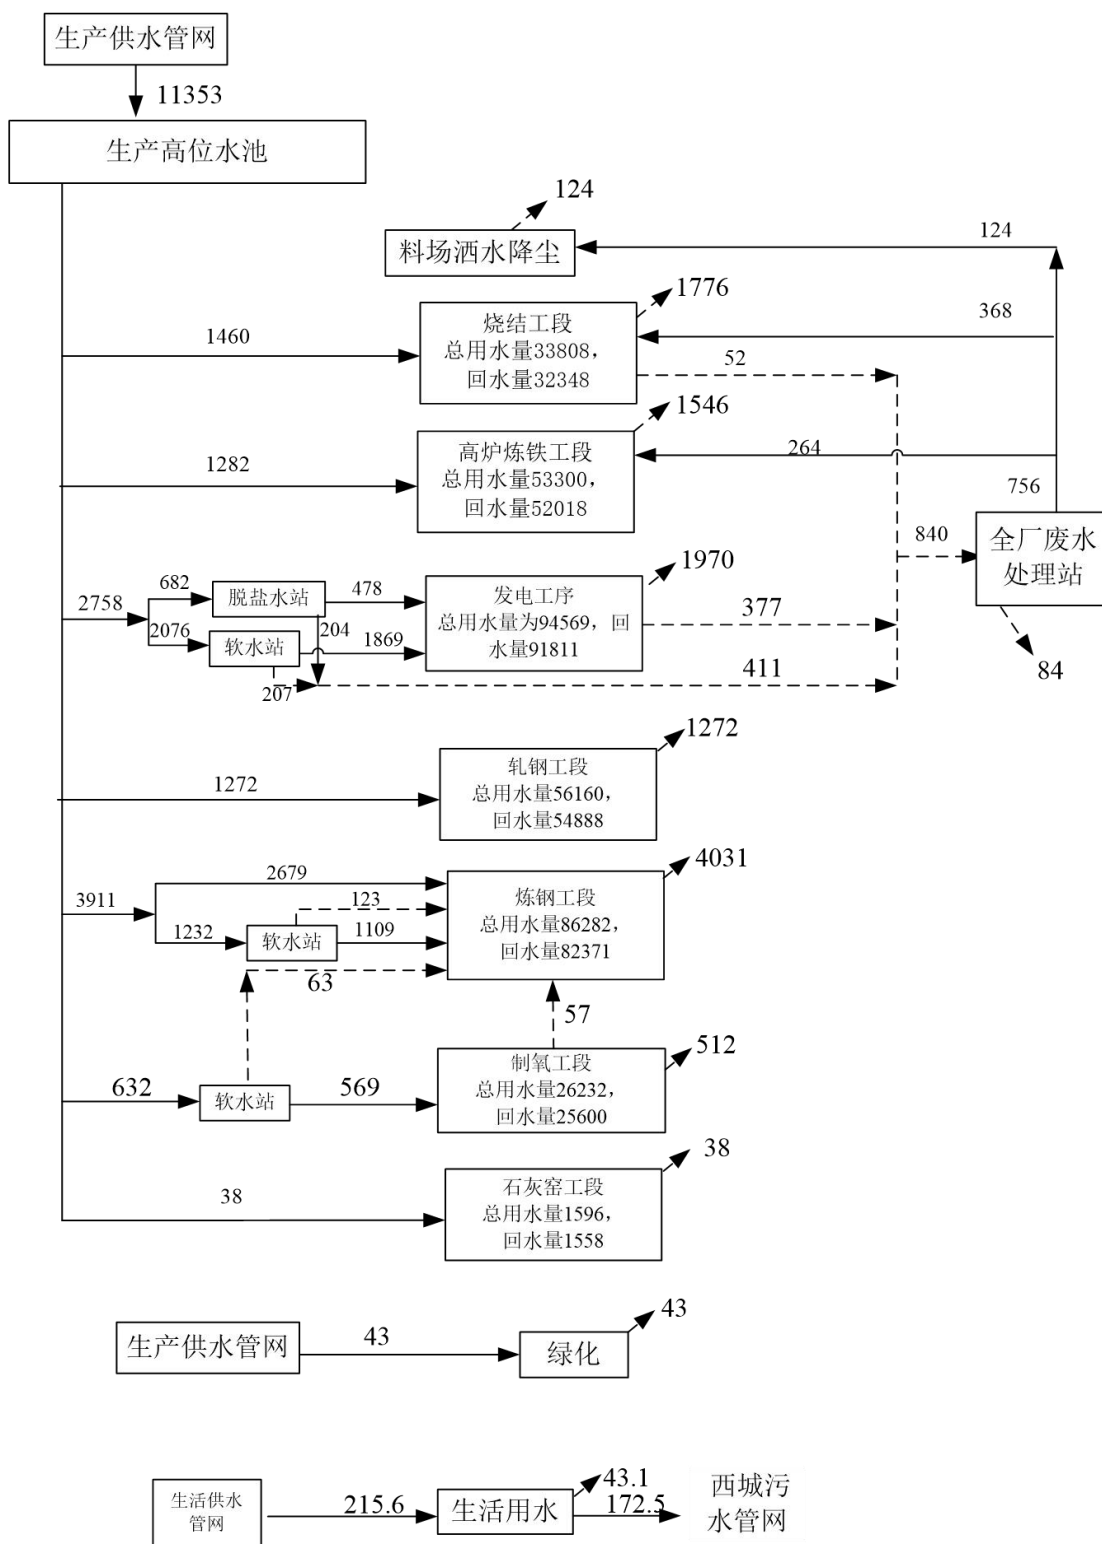 生产供水管网
11353
生产高位水池
124
料场洒水降尘
124
1776
368
1460
烧结工段
总用水量33808，
回水量32348
52
1546
1282
高炉炼铁工段
总用水量53300，
回水量52018
264
756
全厂废水
处理站
840
84
2758
682
脱盐水站
478
2076
软水站
204
1869
207
1970
发电工序
总用水量为94569，回
水量91811
377
411
1272
1272
轧钢工段
总用水量56160，
回水量54888
4031
3911
2679
123
1232
软水站
1109
炼钢工段
总用水量86282，
回水量82371
63
57
512
632
软水站
569
制氧工段
总用水量26232，
回水量25600
38
38
石灰窑工段
总用水量1596，
回水量1558
生产供水管网
43
绿化
43
生活供水
管网
215.6
生活用水
43.1
172.5
西城污
水管网